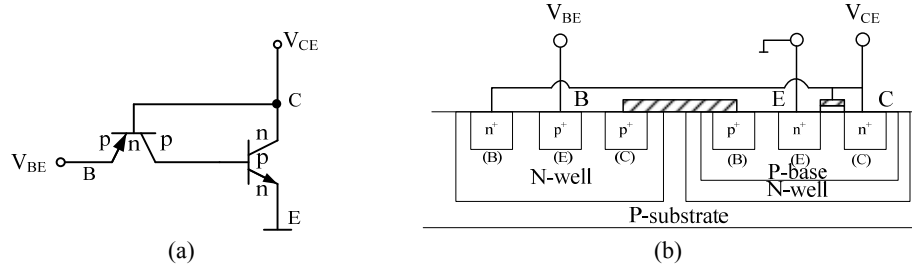 V_CE
C
n
p n p
p
V_BE
B
n
E
(a)
V_BE V_CE
B E C
n⁺ p⁺ p⁺ p⁺ n⁺ n⁺
(B) (E) (C) (B) (E) (C)
N-well P-base
N-well
P-substrate
(b)